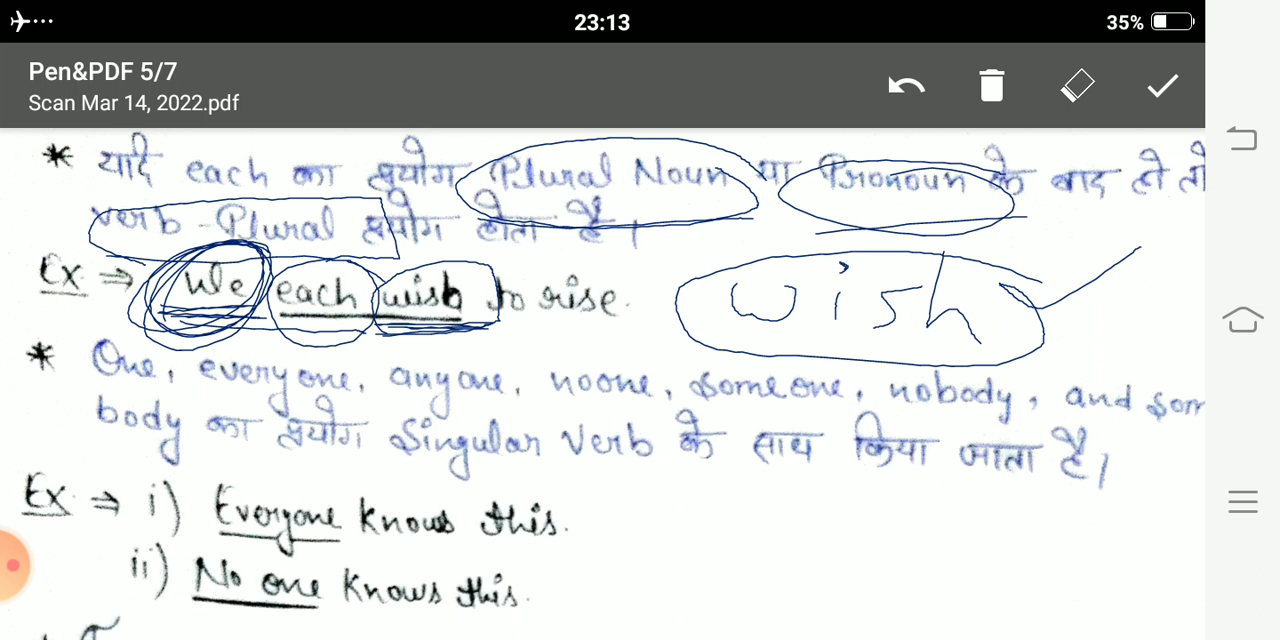 23:13
35%
Pen&PDF 5/7
Scan Mar 14, 2022.pdf
* यदि each का प्रयोग Plural Noun या Pronoun के बाद हो तो
verb - Plural प्रयोग होता है।
Ex ⇒ We each wish to rise. wish
* One, everyone, anyone, noone, someone, nobody, and som
body का प्रयोग Singular Verb के साथ किया जाता है।
Ex ⇒ i) Everyone knows this.
ii) No one knows this.